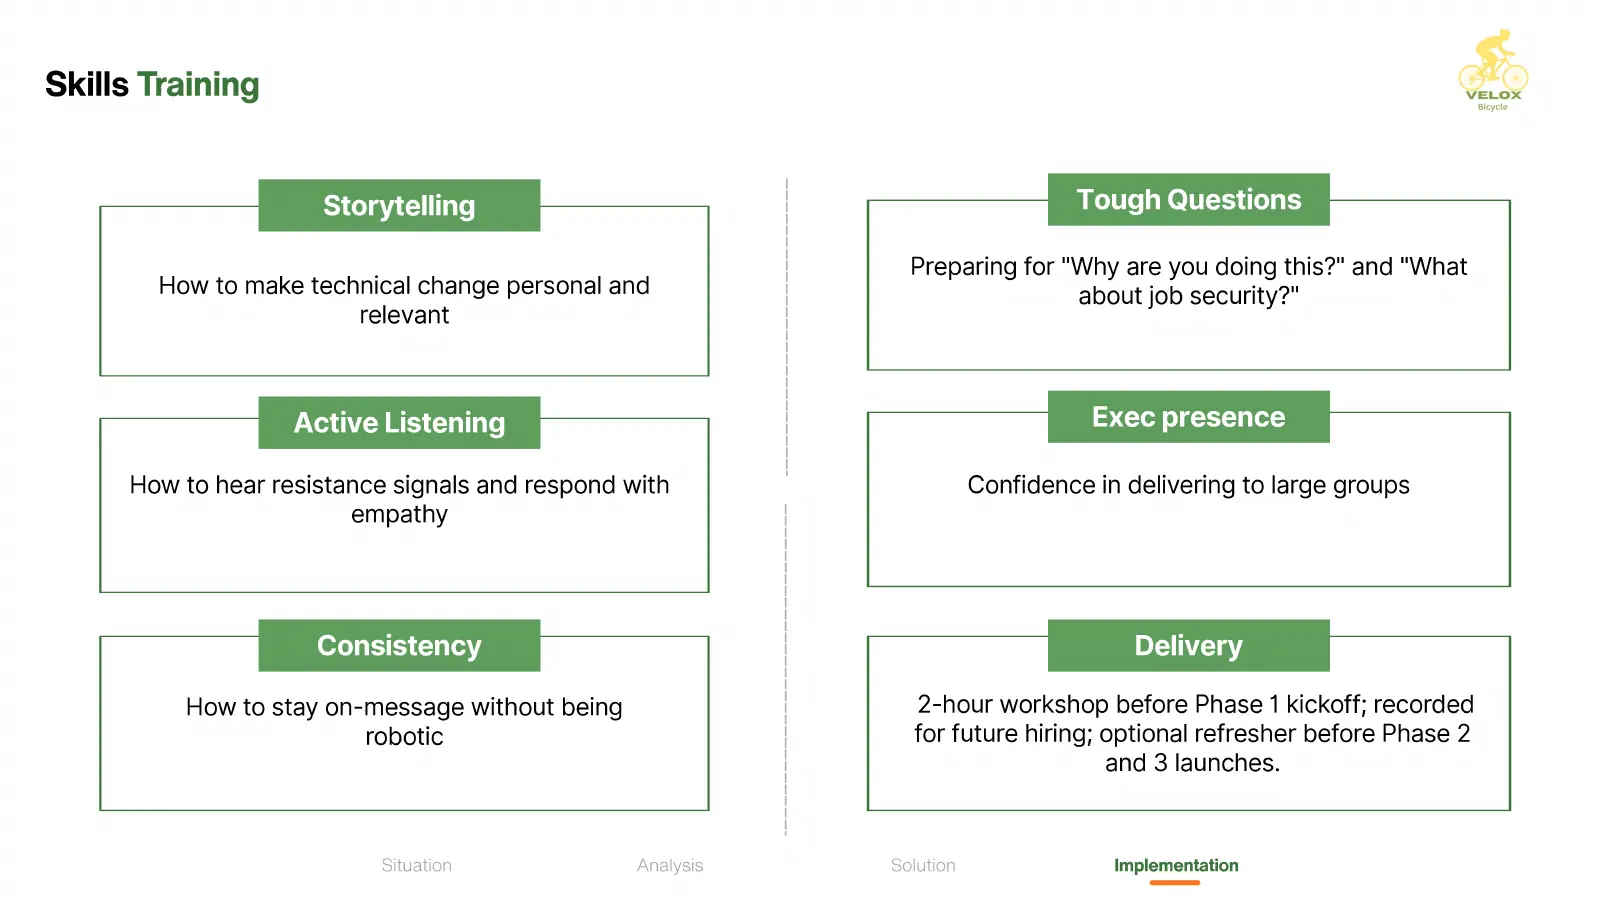 Skills Training
VELOX
Bicycle
Storytelling
How to make technical change personal and
relevant
Active Listening
How to hear resistance signals and respond with
empathy
Consistency
How to stay on-message without being
robotic
Tough Questions
Preparing for "Why are you doing this?" and "What
about job security?"
Exec presence
Confidence in delivering to large groups
Delivery
2-hour workshop before Phase 1 kickoff; recorded
for future hiring; optional refresher before Phase 2
and 3 launches.
Situation
Analysis
Solution
Implementation